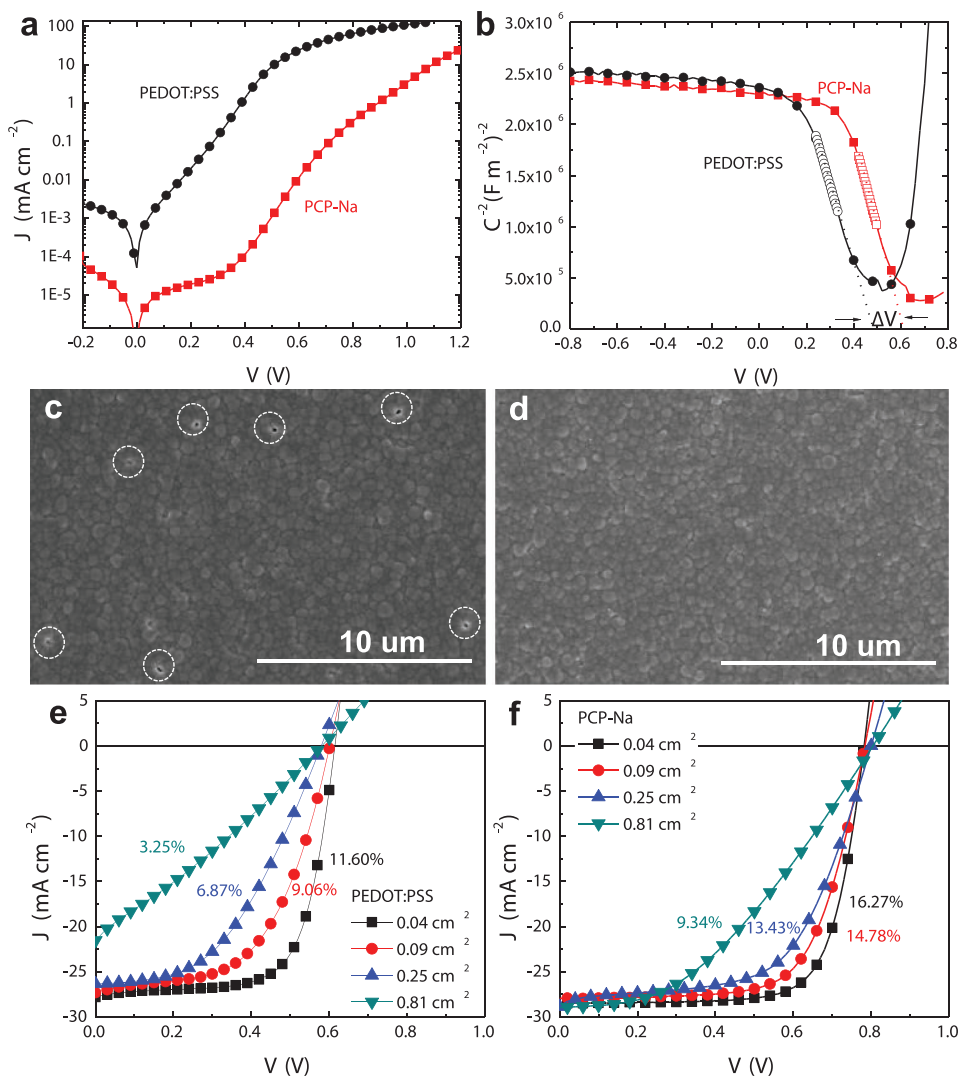 a
100
10
1
0.1
0.01
1E-3
1E-4
1E-5
J (mA cm⁻²)
PEDOT:PSS
PCP-Na
-0.2 0.0 0.2 0.4 0.6 0.8 1.0 1.2
V (V)
b
3.0x10⁶
2.5x10⁶
2.0x10⁶
1.5x10⁶
1.0x10⁶
5.0x10⁵
0.0
C⁻²(F m⁻²)⁻²
PCP-Na
PEDOT:PSS
ΔV
-0.8 -0.6 -0.4 -0.2 0.0 0.2 0.4 0.6 0.8
V (V)
c
10 um
d
10 um
e
5
0
-5
-10
-15
-20
-25
-30
J (mA cm⁻²)
3.25%
6.87%
9.06%
11.60%
PEDOT:PSS
0.04 cm²
0.09 cm²
0.25 cm²
0.81 cm²
0.0 0.2 0.4 0.6 0.8 1.0
V (V)
f
5
0
-5
-10
-15
-20
-25
-30
J (mA cm⁻²)
PCP-Na
0.04 cm²
0.09 cm²
0.25 cm²
0.81 cm²
9.34%
13.43%
16.27%
14.78%
0.0 0.2 0.4 0.6 0.8 1.0
V (V)